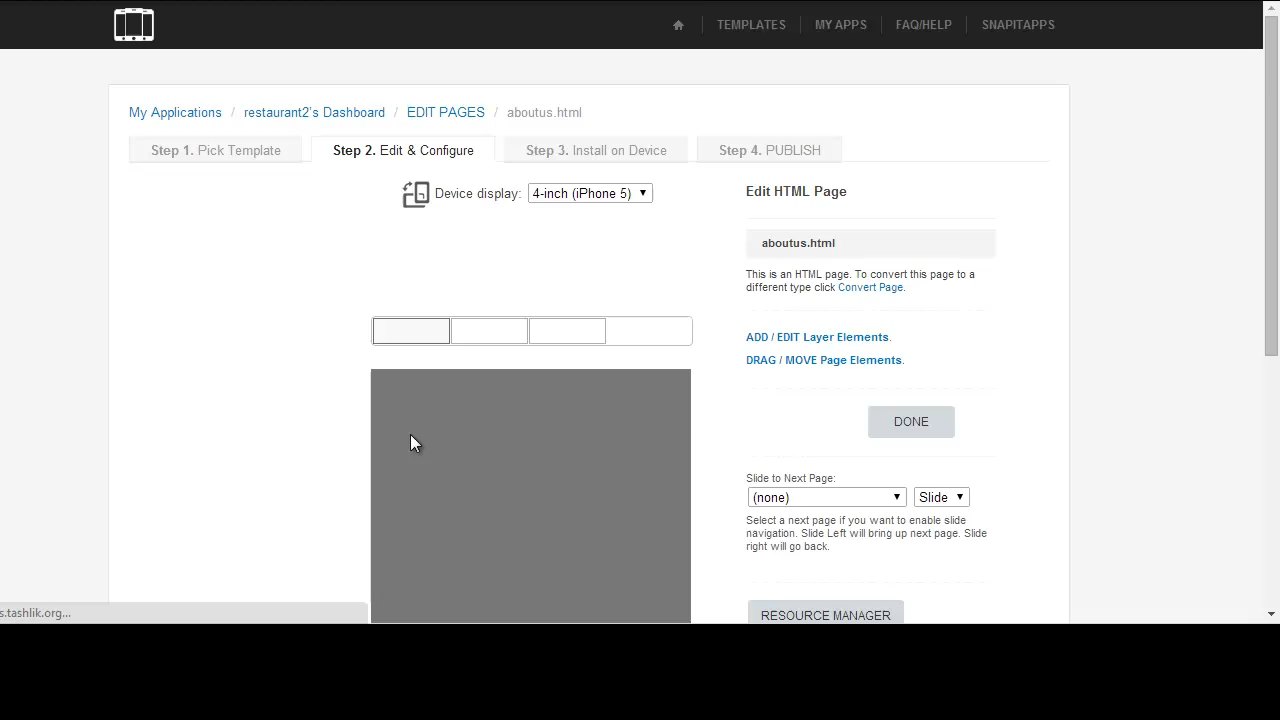 TEMPLATES MY APPS FAQ/HELP SNAPITAPPS
My Applications / restaurant2's Dashboard / EDIT PAGES / aboutus.html
Step 1. Pick Template Step 2. Edit & Configure Step 3. Install on Device Step 4. PUBLISH
Device display: 4-inch (iPhone 5)
Edit HTML Page
aboutus.html
This is an HTML page. To convert this page to a
different type click Convert Page.
ADD / EDIT Layer Elements.
DRAG / MOVE Page Elements.
DONE
Slide to Next Page:
(none) Slide
Select a next page if you want to enable slide
navigation. Slide Left will bring up next page. Slide
right will go back.
RESOURCE MANAGER
s.tashlik.org...